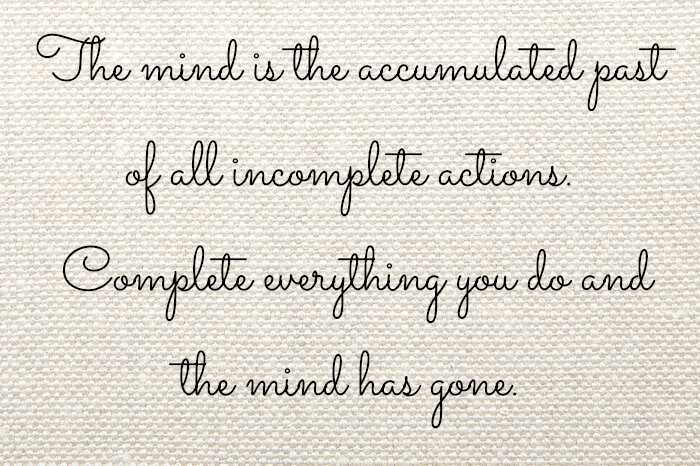 The mind is the accumulated past
of all incomplete actions.
Complete everything you do and
the mind has gone.